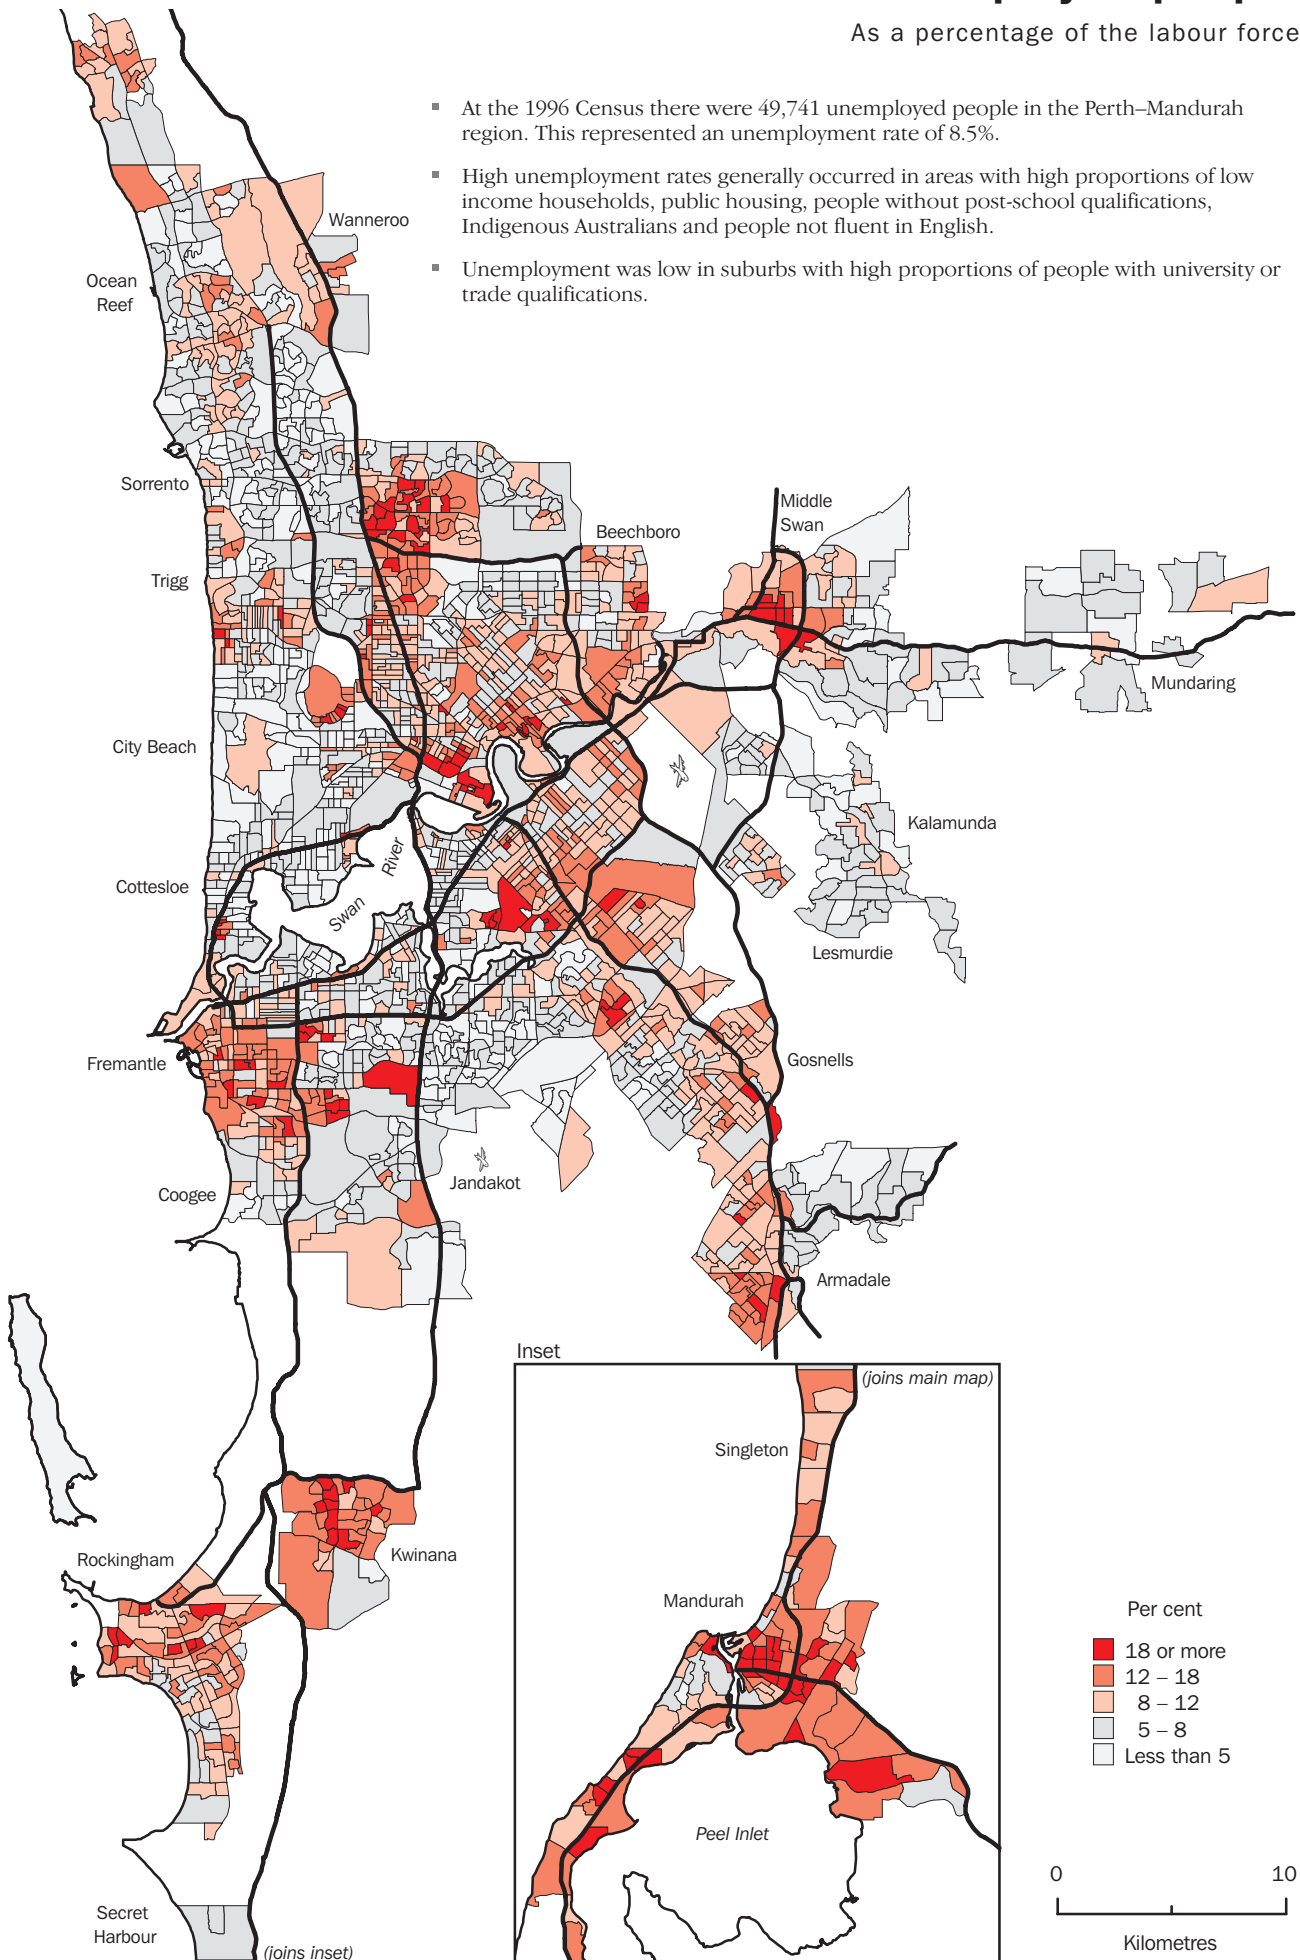 As a percentage of the labour force
▪ At the 1996 Census there were 49,741 unemployed people in the Perth–Mandurah
region. This represented an unemployment rate of 8.5%.
▪ High unemployment rates generally occurred in areas with high proportions of low
income households, public housing, people without post-school qualifications,
Indigenous Australians and people not fluent in English.
▪ Unemployment was low in suburbs with high proportions of people with university or
trade qualifications.
Wanneroo
Ocean
Reef
Sorrento
Middle
Swan
Beechboro
Trigg
Mundaring
City Beach
Kalamunda
River
Cottesloe
Swan
Lesmurdie
Fremantle
Gosnells
Jandakot
Coogee
Armadale
Inset
(joins main map)
Singleton
Rockingham
Kwinana
Mandurah
Peel Inlet
Secret
Harbour
(joins inset)
Per cent
18 or more
12 – 18
8 – 12
5 – 8
Less than 5
0 10
Kilometres